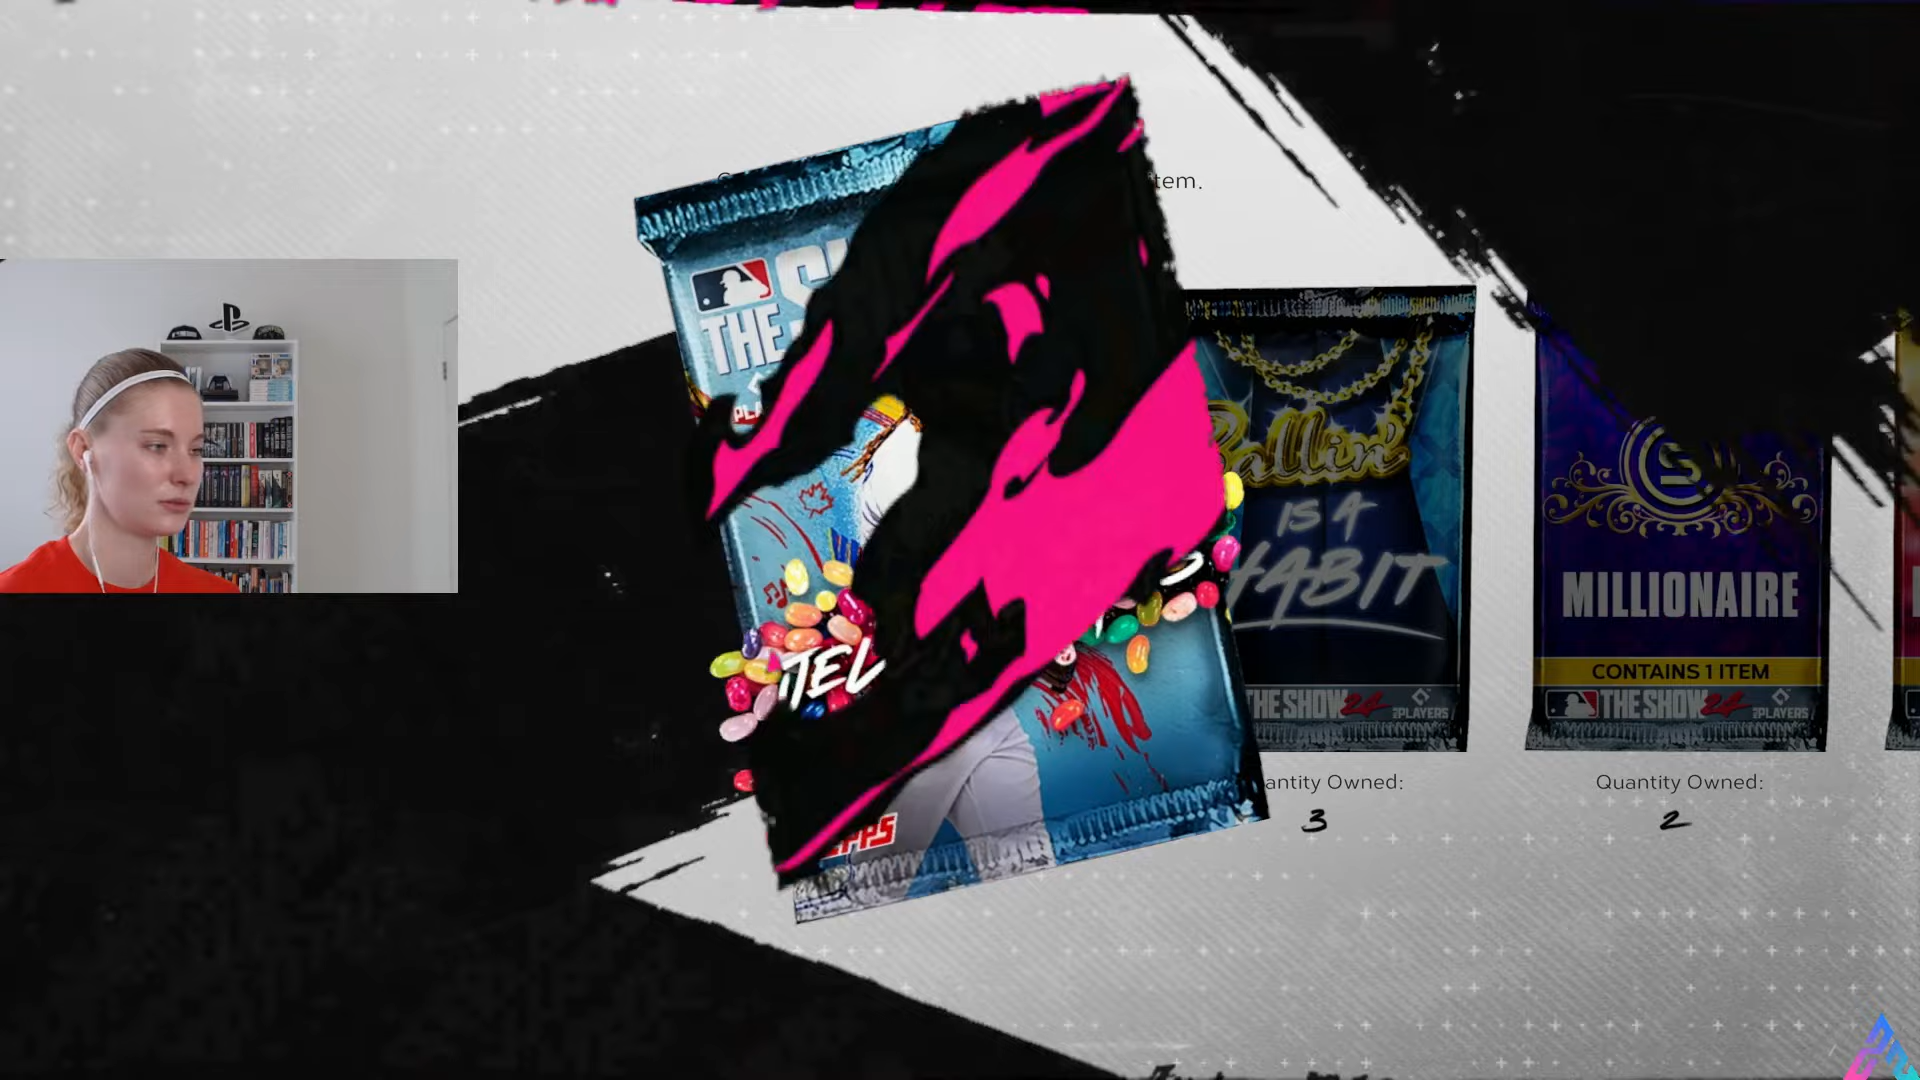 tem.
THE
ITEL
Ballin'
IS A
HABIT
THE SHOW 24
PLAYERS
MILLIONAIRE
CONTAINS 1 ITEM
THE SHOW 24
PLAYERS
antity Owned:
3
Quantity Owned:
2